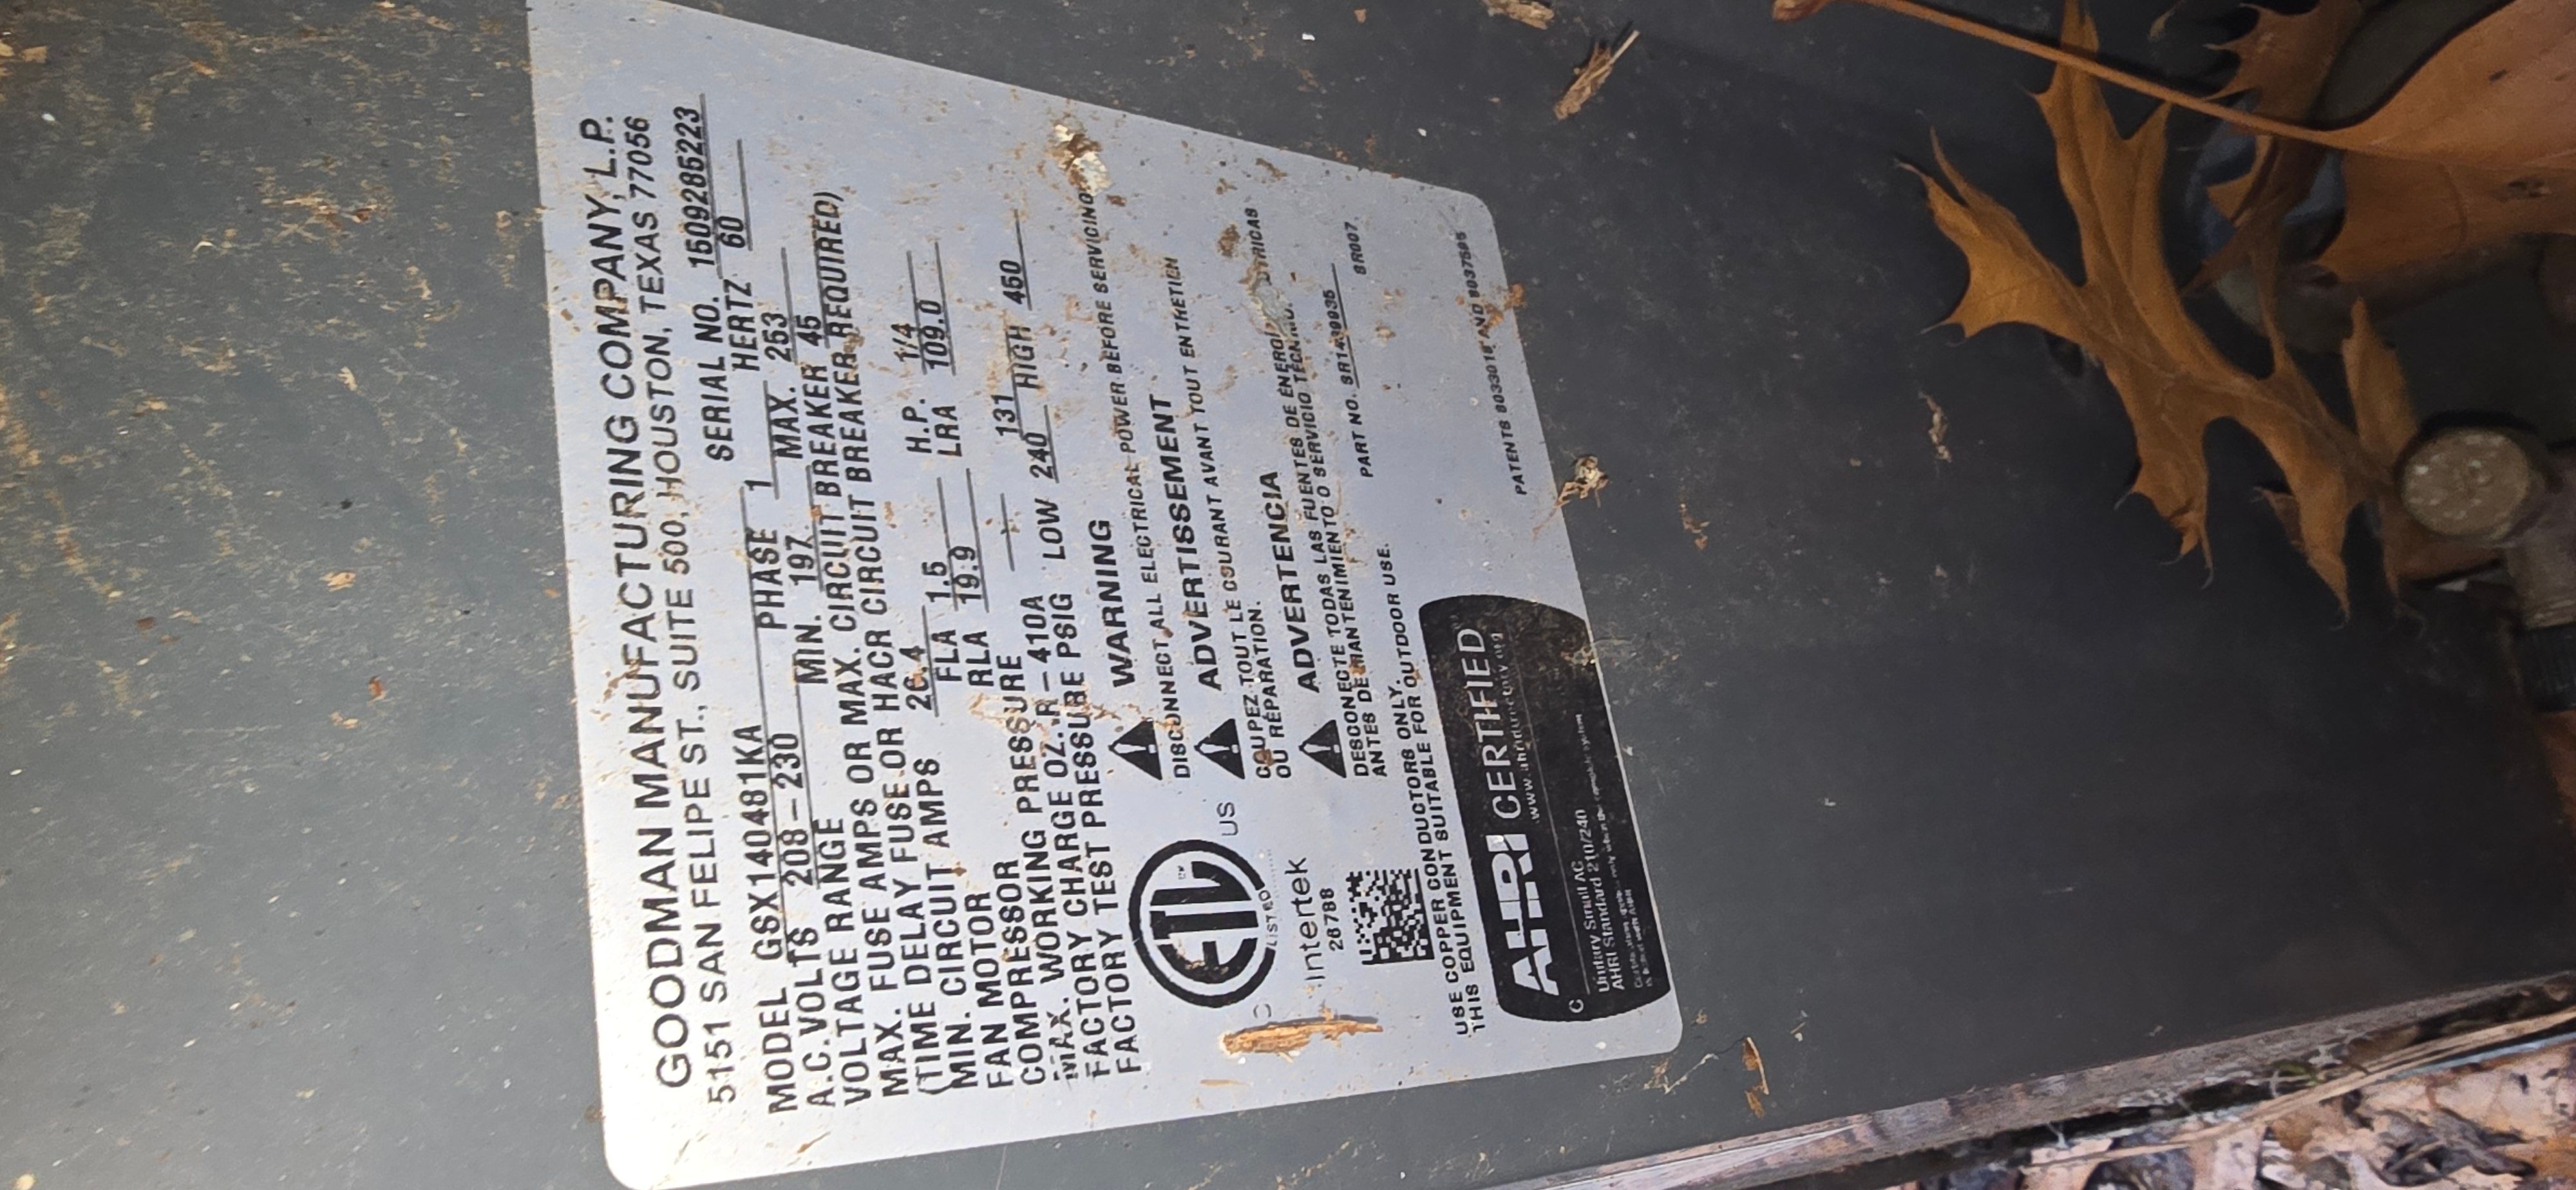 GOODMAN MANUFACTURING COMPANY, L.P.
5151 SAN FELIPE ST., SUITE 500, HOUSTON, TEXAS 77056
SERIAL NO. 1509285223
MODEL GSX140481KA PHASE 1 HERTZ 60
A.C. VOLTS 208-230
VOLTAGE RANGE MIN. 197 MAX. 253
MAX. FUSE AMPS OR MAX. CIRCUIT BREAKER 45
(TIME DELAY FUSE OR HACR CIRCUIT BREAKER REQUIRED)
MIN. CIRCUIT AMPS 26.4
FAN MOTOR FLA 1.5 H.P. 1/4
COMPRESSOR RLA 19.9 LRA 109.0
MAX. WORKING PRESSURE
FACTORY CHARGE OZ. R-410A 131
FACTORY TEST PRESSURE PSIG LOW 240 HIGH 450
WARNING
DISCONNECT ALL ELECTRICAL POWER BEFORE SERVICING
AVERTISSEMENT
COUPEZ TOUT LE COURANT AVANT TOUT ENTRETIEN
OU RÉPARATION.
ADVERTENCIA
DESCONECTE TODAS LAS FUENTES DE ENERGÍA
ANTES DE MANTENIMIENTO O SERVICIO
C ETL US
LISTED
Intertek
26788
PART NO.
BR007
USE COPPER CONDUCTORS ONLY.
THIS EQUIPMENT SUITABLE FOR OUTDOOR USE.
AHRI CERTIFIED
www.ahridirectory.org
C
Unitary Small AC
AHRI Standard 210/240
PATENTS AND